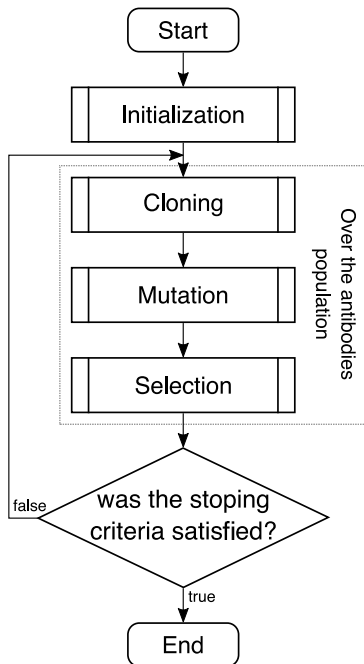 Start
Initialization
Cloning
Mutation
Selection
Over the antibodies
population
was the stoping
criteria satisfied?
false
true
End